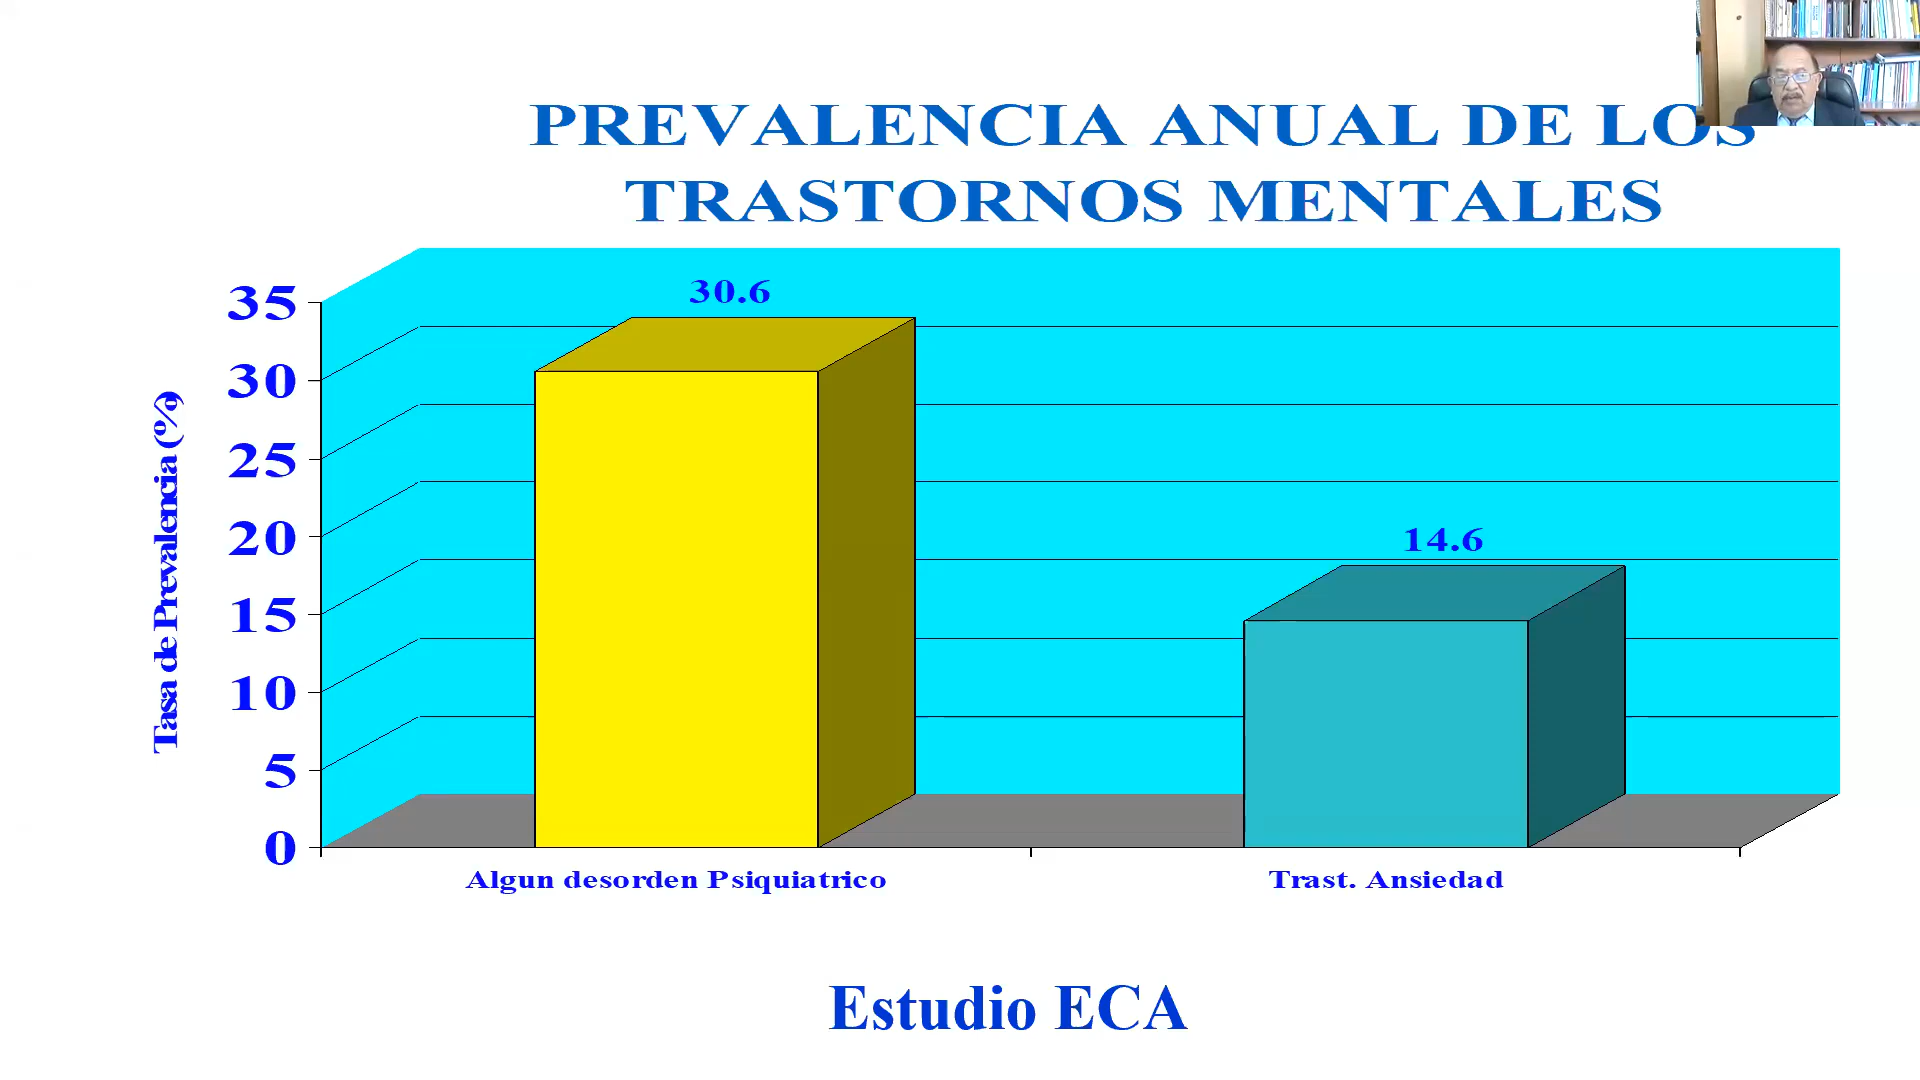 PREVALENCIA ANUAL DE LOS
TRASTORNOS MENTALES
Tasa de Prevalencia (%)
35
30
25
20
15
10
5
0
30.6
14.6
Algun desorden Psiquiatrico
Trast. Ansiedad
Estudio ECA